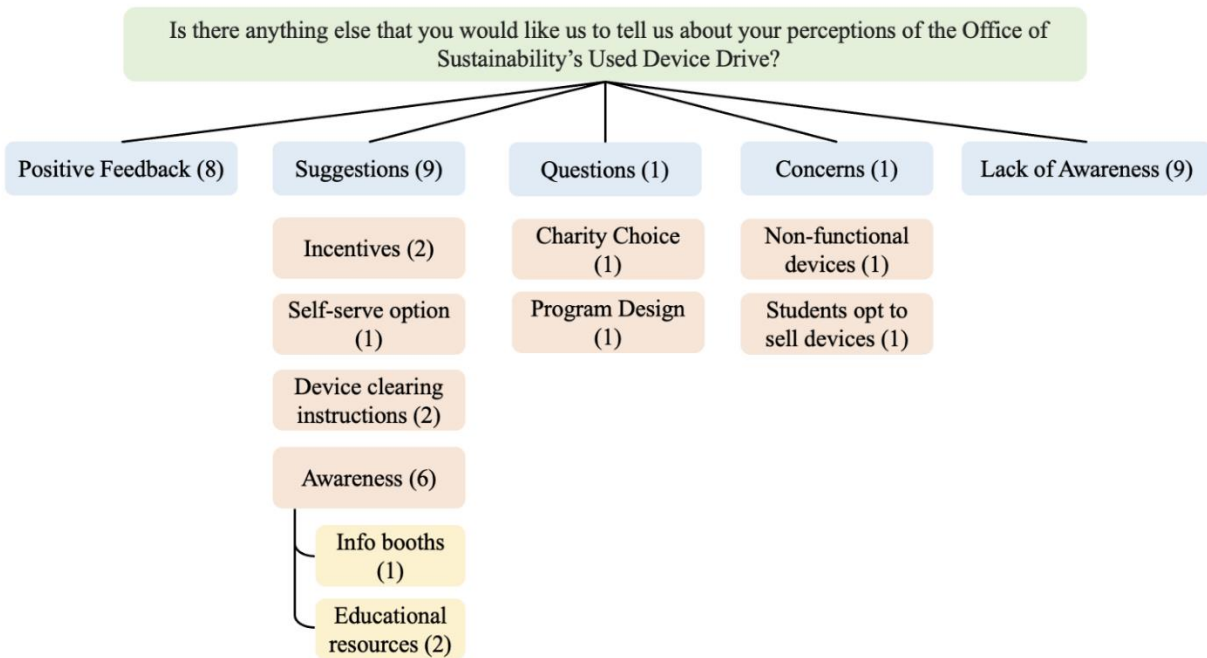 Is there anything else that you would like us to tell us about your perceptions of the Office of
Sustainability’s Used Device Drive?
Positive Feedback (8)
Suggestions (9)
Questions (1)
Concerns (1)
Lack of Awareness (9)
Incentives (2)
Self-serve option
(1)
Device clearing
instructions (2)
Awareness (6)
Info booths
(1)
Educational
resources (2)
Charity Choice
(1)
Program Design
(1)
Non-functional
devices (1)
Students opt to
sell devices (1)